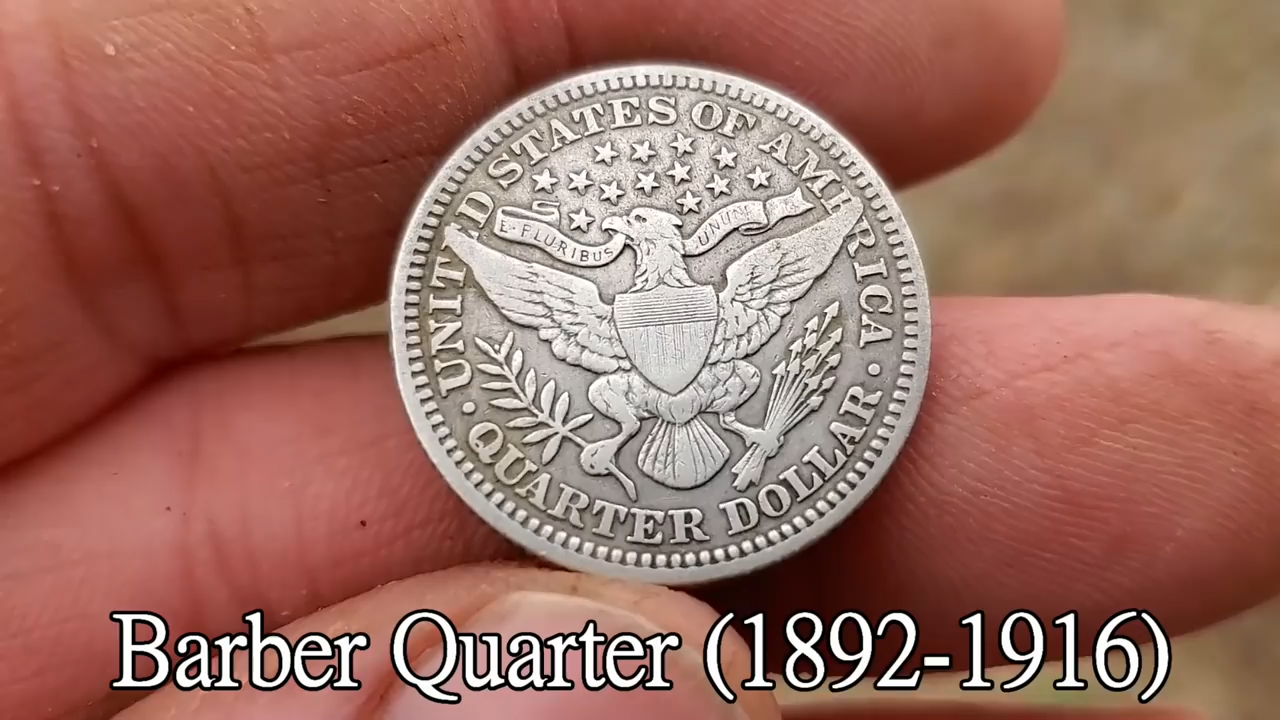 UNITED STATES OF AMERICA
E·PLURIBUS UNUM
· QUARTER DOLLAR ·
Barber Quarter (1892-1916)